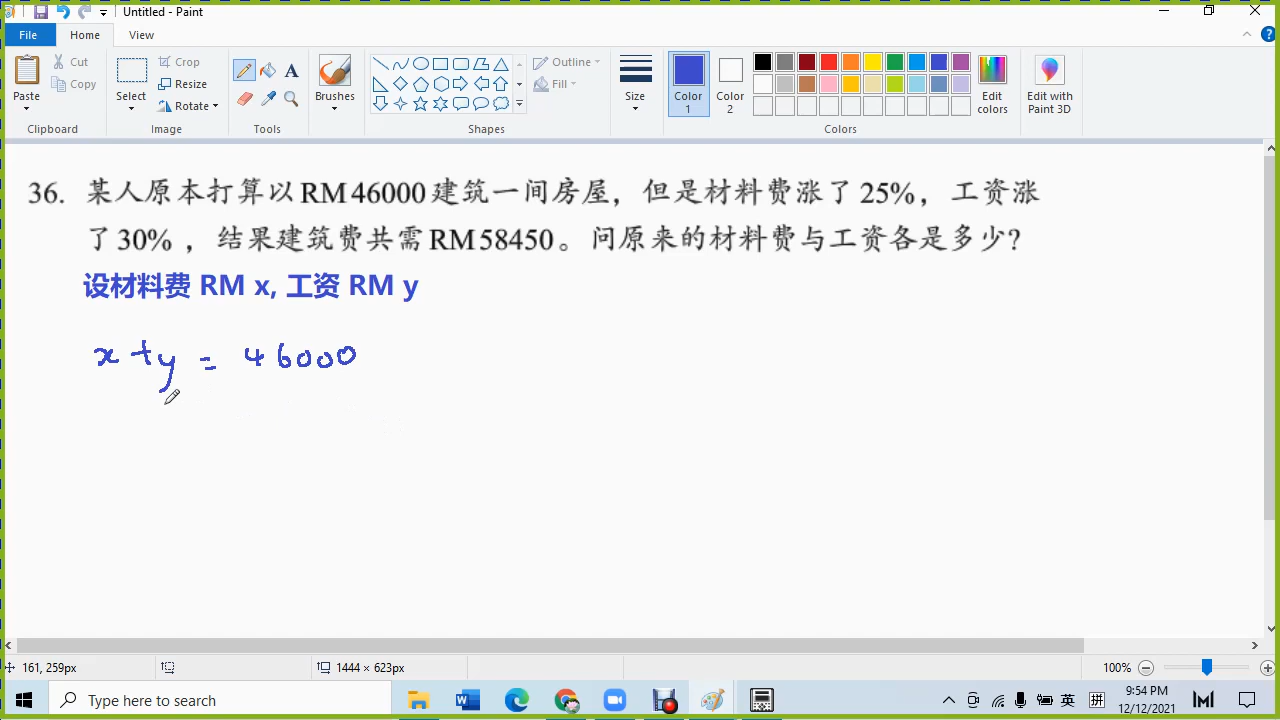 Untitled - Paint
File Home View
Paste Cut Copy Clipboard
Select Crop Resize Rotate Image
Tools
Brushes
Shapes Outline Fill
Size
Color 1 Color 2 Edit colors Colors
Edit with Paint 3D
36. 某人原本打算以RM46000建筑一间房屋，但是材料费涨了25%，工资涨
了30%，结果建筑费共需RM58450。问原来的材料费与工资各是多少?
设材料费 RM x, 工资 RM y
x + y = 46000
161, 259px 1444 × 623px 100%
Type here to search 英 拼 9:54 PM
12/12/2021